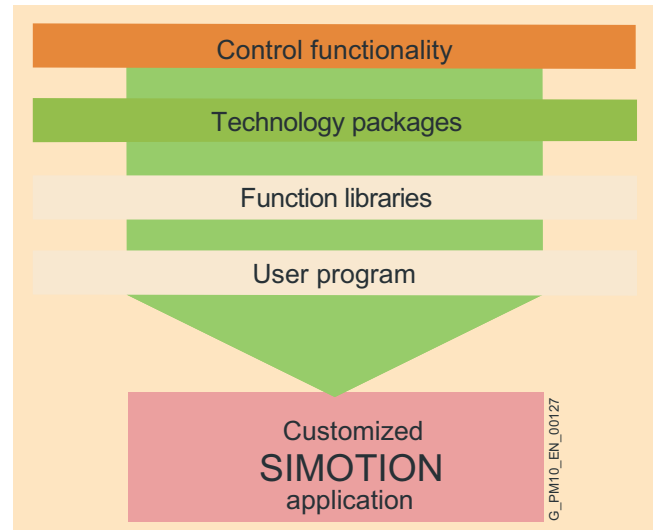 Control functionality
Technology packages
Function libraries
User program
Customized
SIMOTION
application
G_PM10_EN_00127